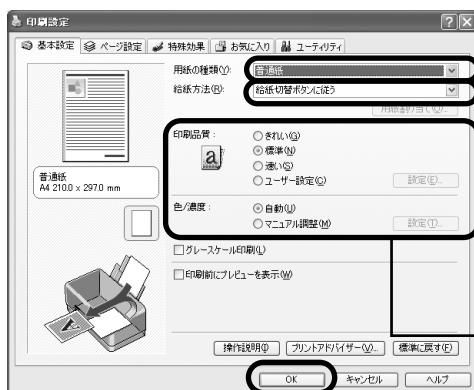 印刷設定
基本設定 ページ設定 特殊効果 お気に入り ユーティリティ
用紙の種類(Y): 普通紙
給紙方法(R): 給紙切替ボタンに従う
用紙割り当て(C)...
印刷品質: きれい(G)
標準(N)
速い(S)
ユーザー設定(C) 設定(E)...
普通紙
A4 210.0 x 297.0 mm
色/濃度: 自動(U)
マニュアル調整(M) 設定(T)...
グレースケール印刷(L)
印刷前にプレビューを表示(W)
操作説明(I) プリントアドバイザー(V)... 標準に戻す(F)
OK キャンセル ヘルプ